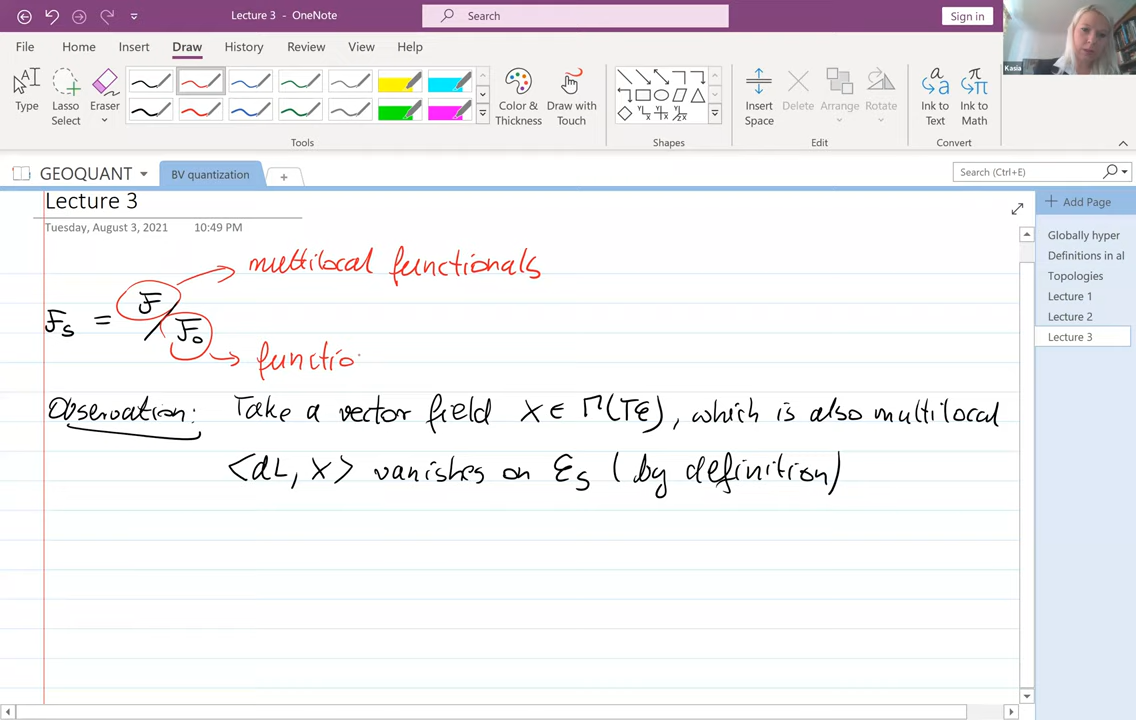 Lecture 3 - OneNote
Search
Sign in
File Home Insert Draw History Review View Help
Type
Lasso Select
Eraser
Color & Thickness
Draw with Touch
Insert Space
Delete
Arrange
Rotate
Ink to Text
Ink to Math
Tools
Shapes
Edit
Convert
Kasia
GEOQUANT
BV quantization
Search (Ctrl+E)
Add Page
Globally hyper
Definitions in al
Topologies
Lecture 1
Lecture 2
Lecture 3
Lecture 3
Tuesday, August 3, 2021 10:49 PM
multilocal functionals
F_S = F/F_0
functio
Observation: Take a vector field X ∈ Γ(TE), which is also multilocal
<dL, X> vanishes on E_S (by definition)